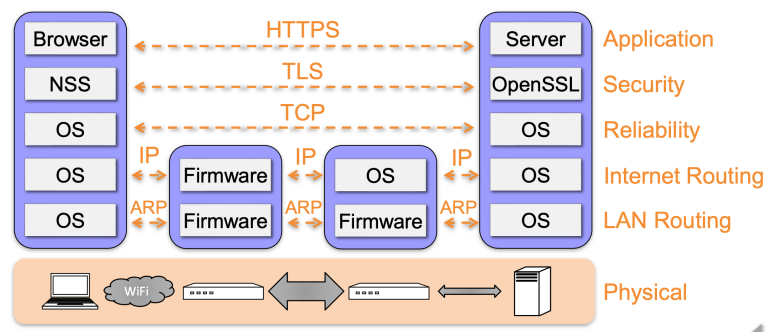 Browser HTTPS Server Application
NSS TLS OpenSSL Security
OS TCP OS Reliability
OS IP Firmware IP OS IP OS Internet Routing
OS ARP Firmware ARP Firmware ARP OS LAN Routing
WiFi Physical